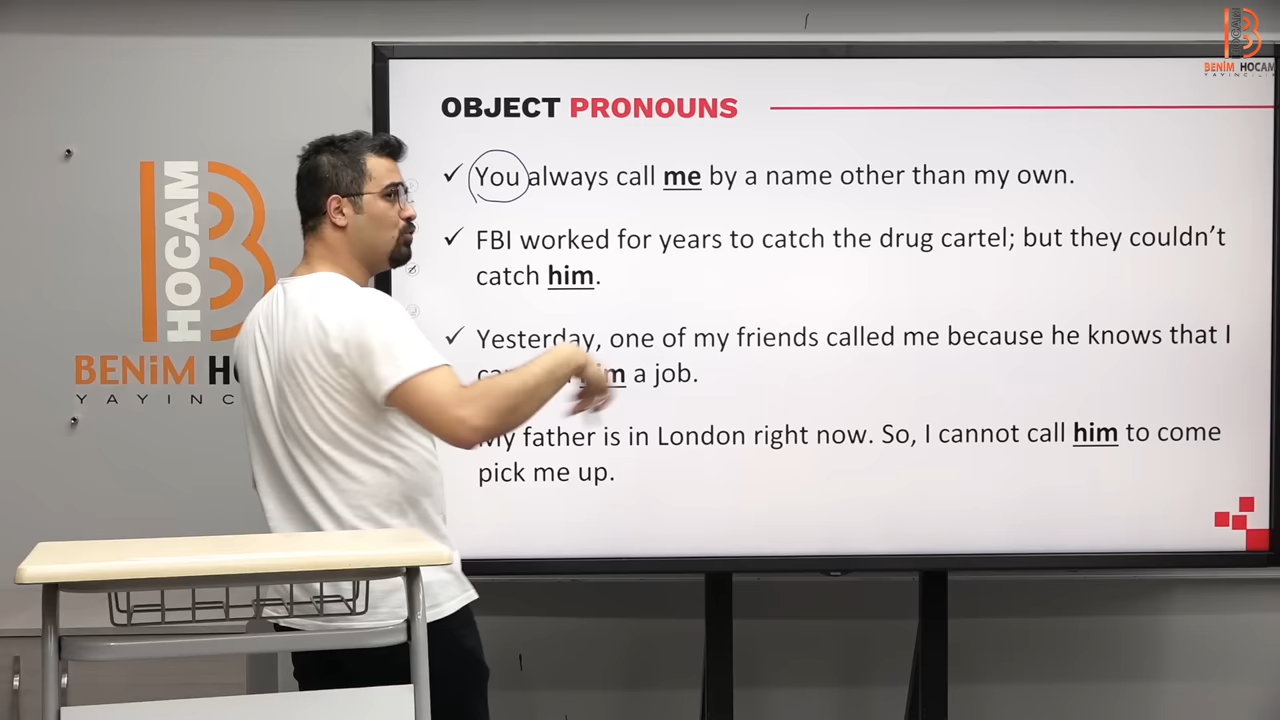 HOCAM
BENİM HOCAM
YAYINCILIK
OBJECT PRONOUNS
✓ You always call me by a name other than my own.
✓ FBI worked for years to catch the drug cartel; but they couldn't
catch him.
✓ Yesterday, one of my friends called me because he knows that I
a job.
My father is in London right now. So, I cannot call him to come
pick me up.
HOCAM
BENİM
YAYINC